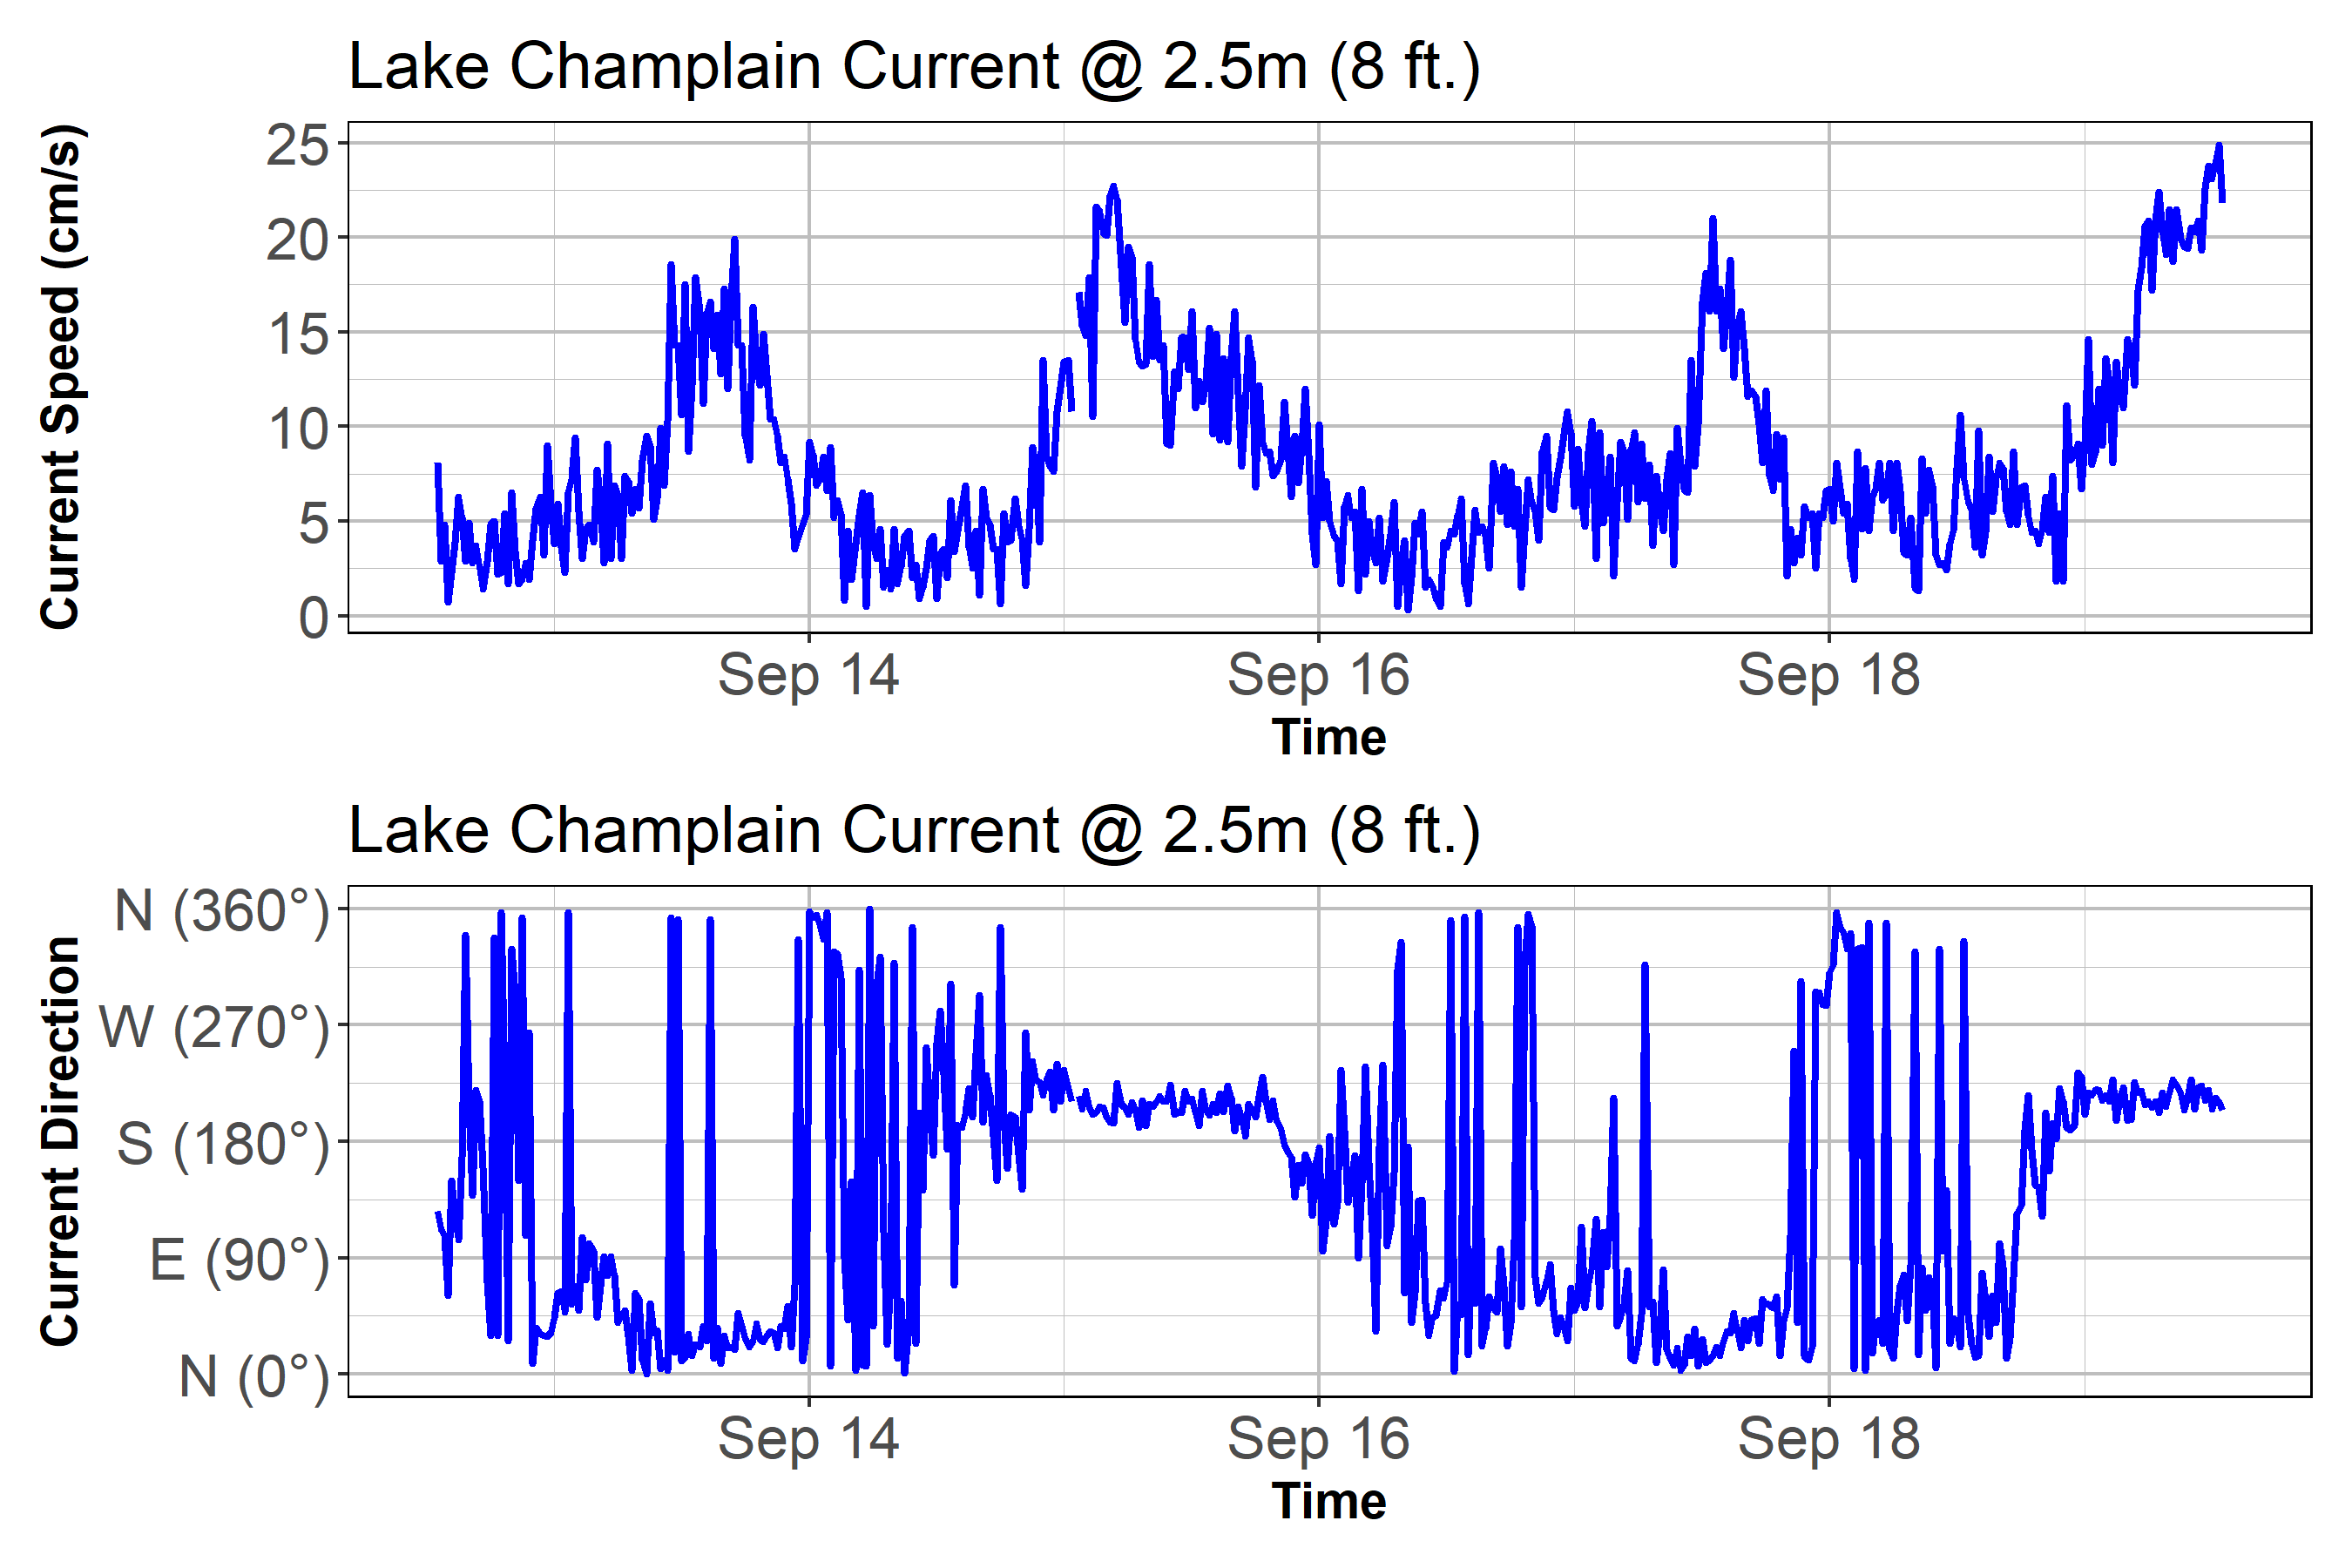 Lake Champlain Current @ 2.5m (8 ft.)
Current Speed (cm/s)
25
20
15
10
5
0
Sep 14 Sep 16 Sep 18
Time
Lake Champlain Current @ 2.5m (8 ft.)
Current Direction
N (360°)
W (270°)
S (180°)
E (90°)
N (0°)
Sep 14 Sep 16 Sep 18
Time